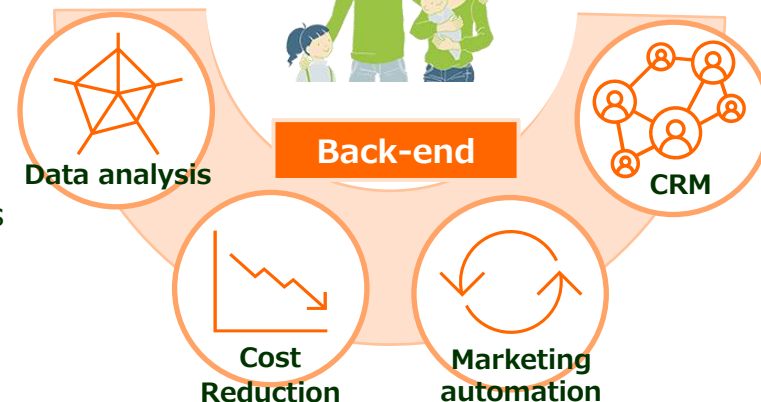 Back-end
Data analysis
CRM
s
Cost
Reduction
Marketing
automation